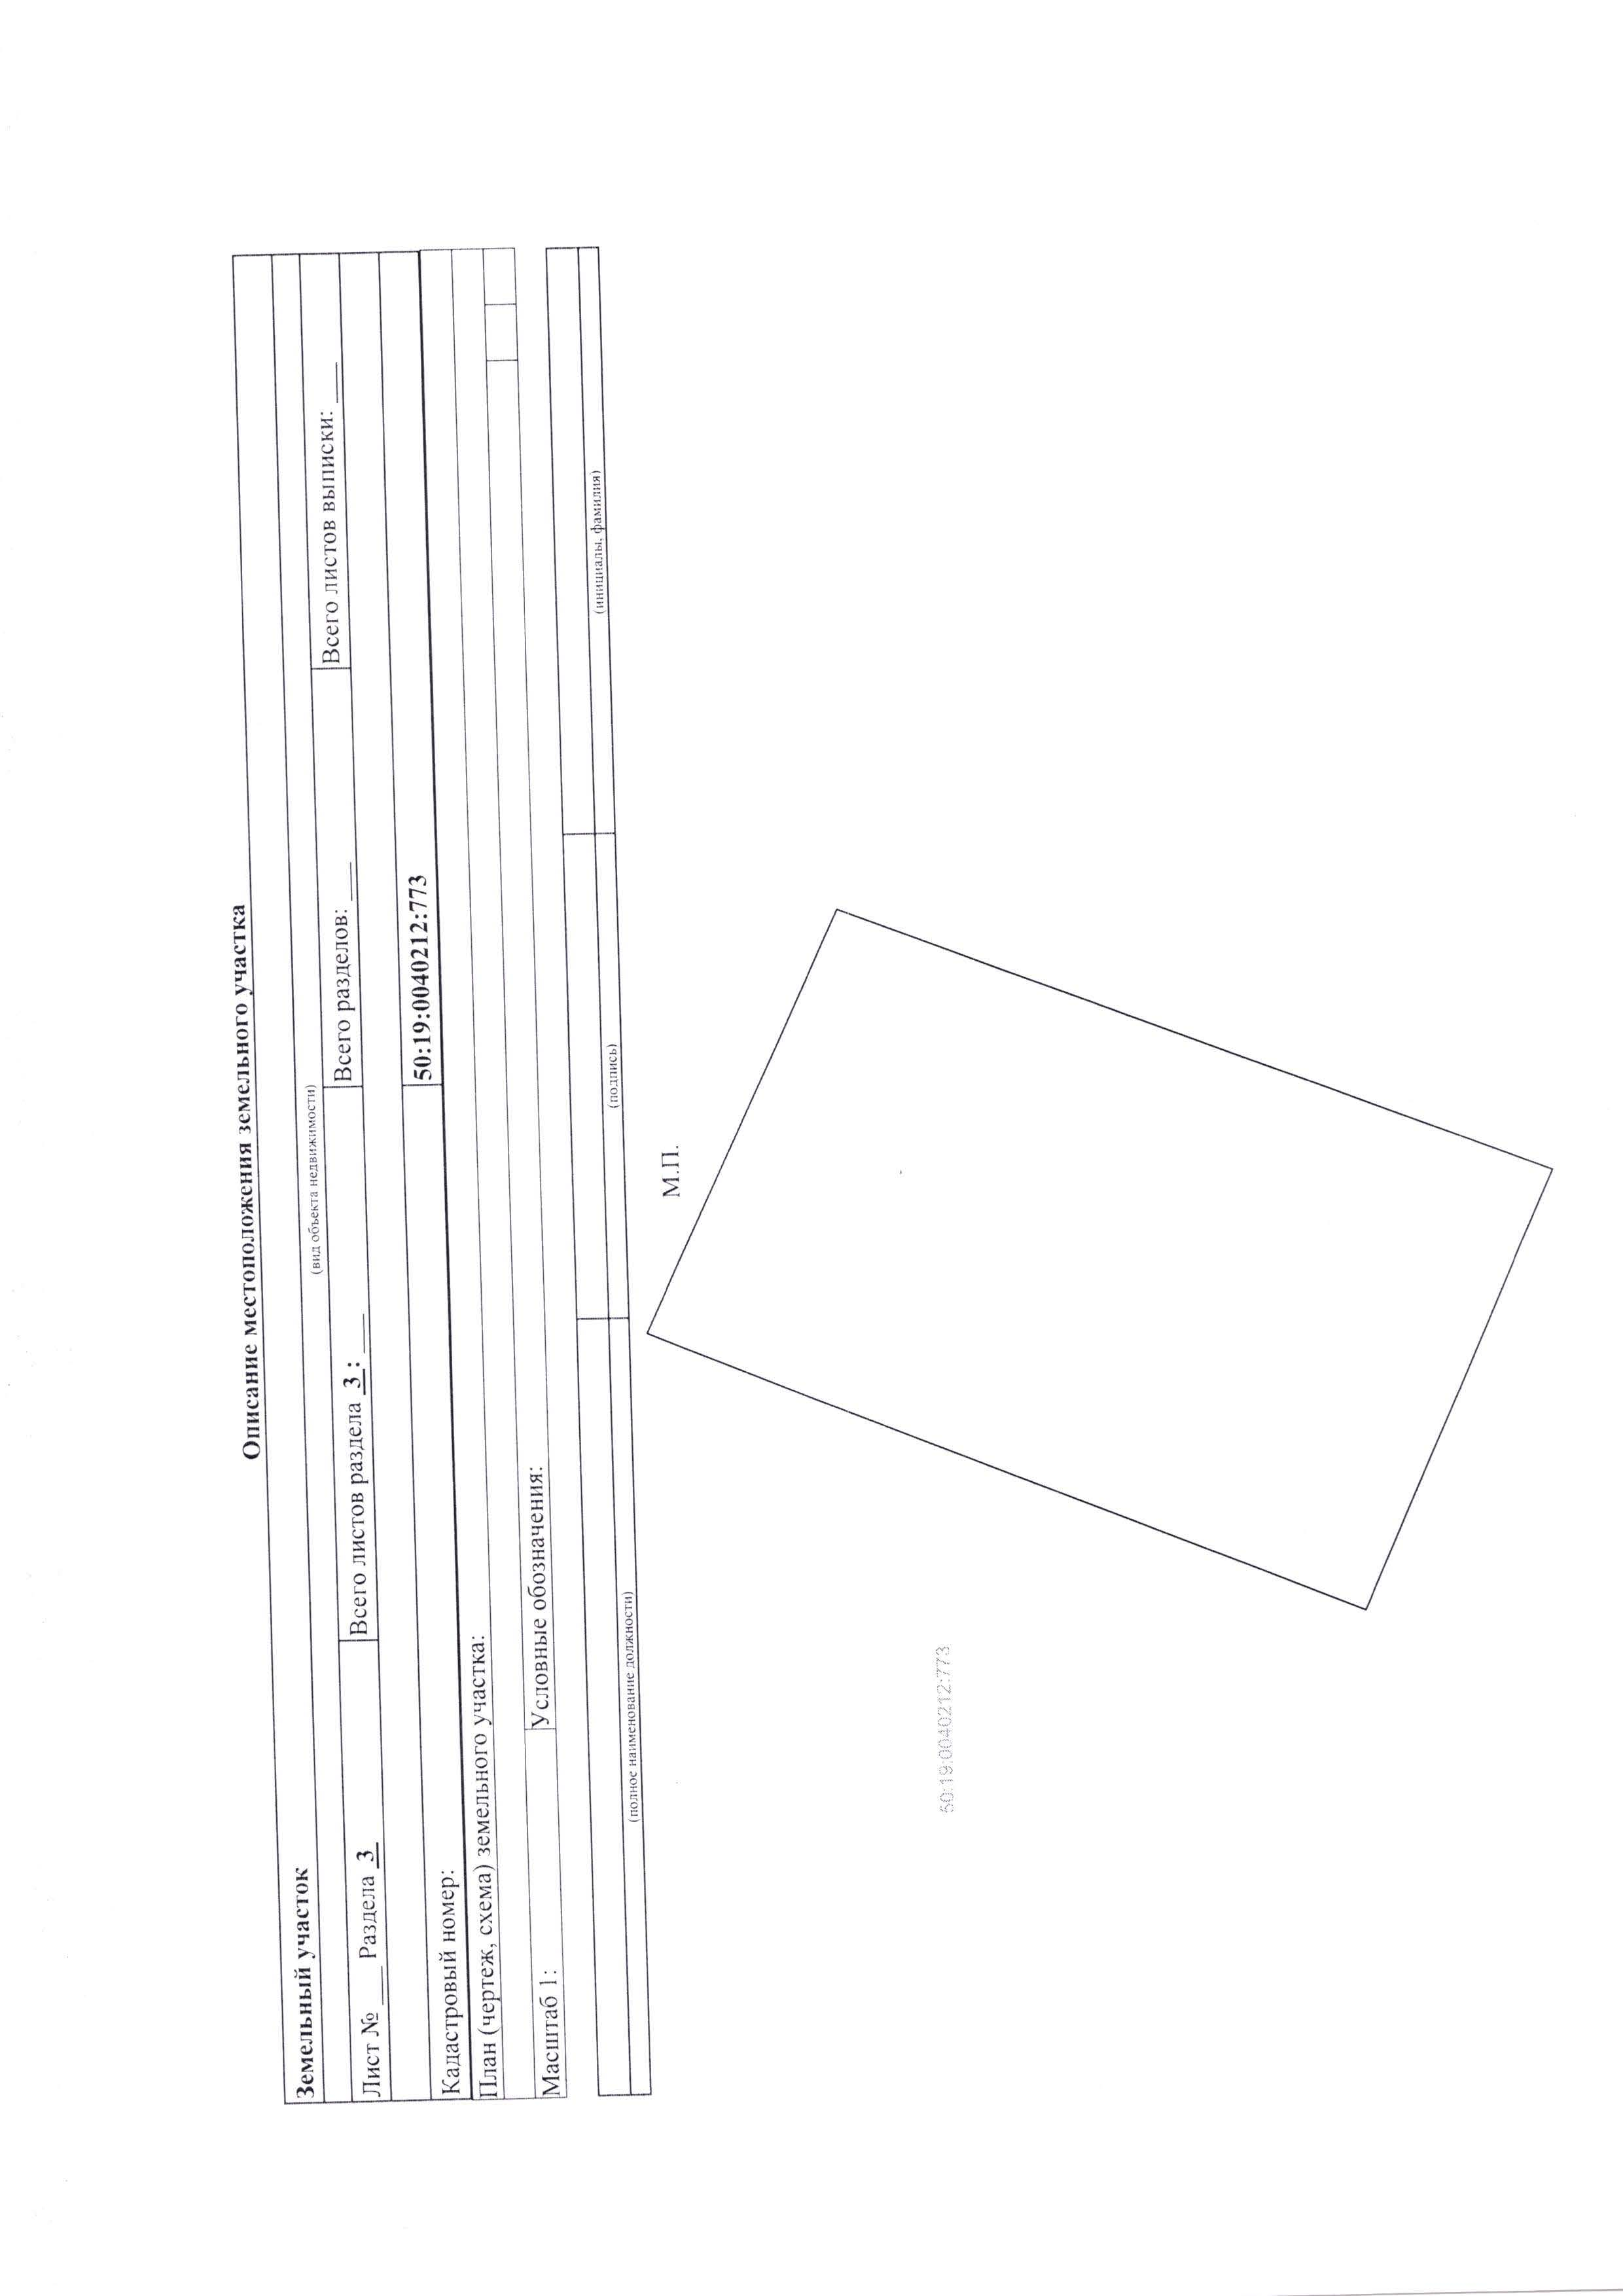 Описание местоположения земельного участка
Земельный участок
(вид объекта недвижимости)
Лист № ___ Раздела 3 Всего листов раздела 3 : ___ Всего разделов: ___ Всего листов выписки: ___
Кадастровый номер: 50:19:0040212:773
План (чертеж, схема) земельного участка:
Масштаб 1: Условные обозначения:
(полное наименование должности) (подпись) (инициалы, фамилия)
М.П.
50:19:0040212:773